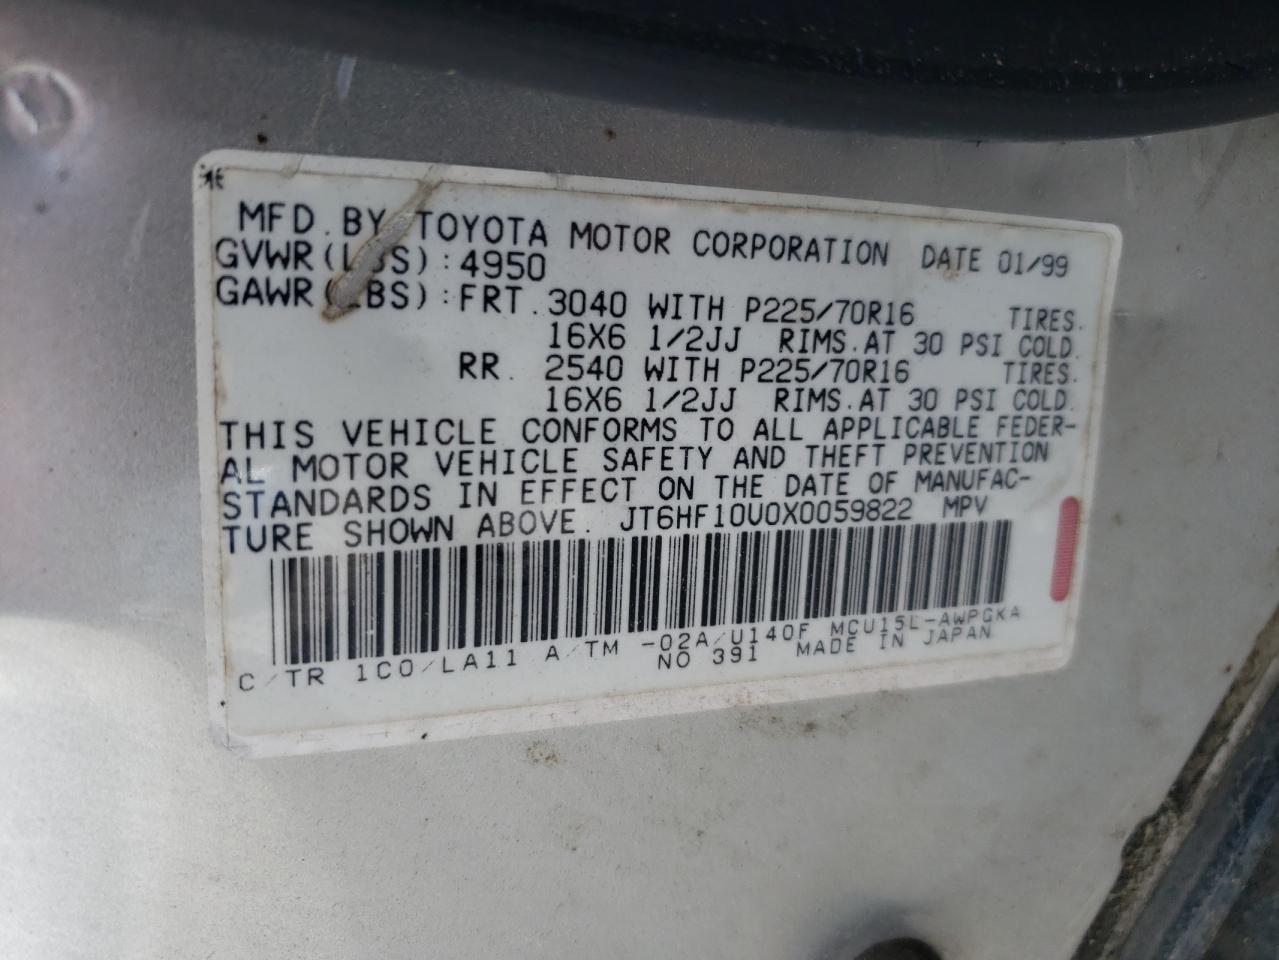 MFD.BY TOYOTA MOTOR CORPORATION DATE 01/99
GVWR(LBS):4950
GAWR(LBS):FRT.3040 WITH P225/70R16 TIRES.
16X6 1/2JJ RIMS.AT 30 PSI COLD.
RR. 2540 WITH P225/70R16 TIRES.
16X6 1/2JJ RIMS.AT 30 PSI COLD.
THIS VEHICLE CONFORMS TO ALL APPLICABLE FEDER-
AL MOTOR VEHICLE SAFETY AND THEFT PREVENTION
STANDARDS IN EFFECT ON THE DATE OF MANUFAC-
TURE SHOWN ABOVE. JT6HF10U0X0059822 MPV
C/TR 1C0/LA11 A/TM -02A/U140F MCU15L-AWPGKA
NO 391 MADE IN JAPAN